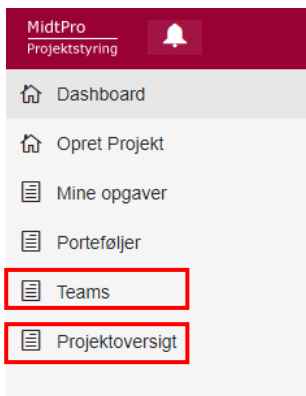 MidtPro
Projektstyring
Dashboard
Opret Projekt
Mine opgaver
Porteføljer
Teams
Projektoversigt